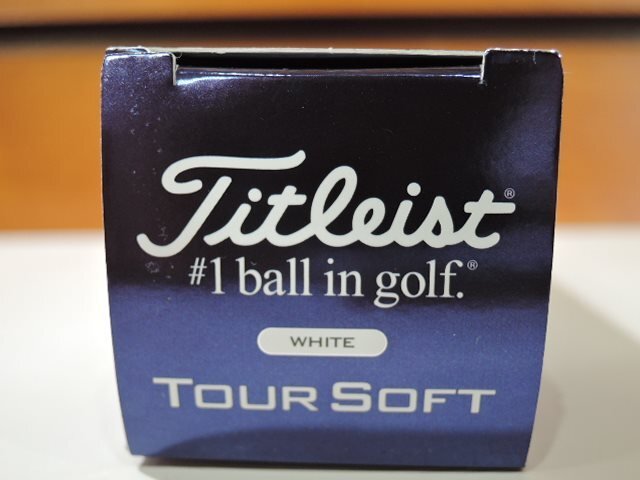 Titleist®
#1 ball in golf.®
WHITE
TOUR SOFT